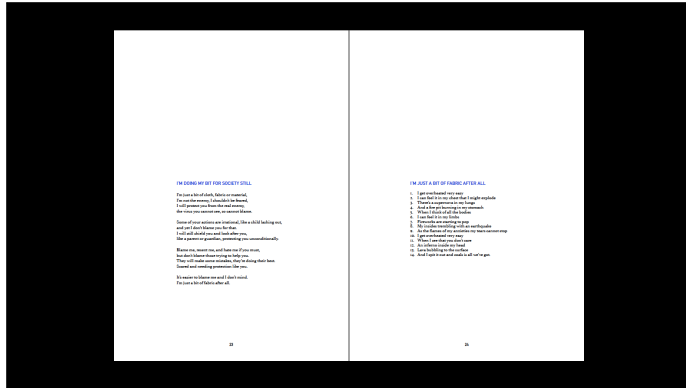 I'M DOING MY BIT FOR SOCIETY STILL
I'm just a bit of cloth, fabric or material,
I'm not the enemy, I shouldn't be feared,
I will protect you from the real enemy,
the virus you cannot see, so cannot blame.
Some of your actions are irrational, like a child lashing out,
and yet I don't blame you for that.
I will still shield you and look after you,
like a parent or guardian, protecting you unconditionally.
Blame me, resent me, and hate me if you must,
but don't blame those trying to help you.
They will make some mistakes, they're doing their best
Scared and needing protection like you.
It's easier to blame me and I don't mind.
I'm just a bit of fabric after all.
33
I'M JUST A BIT OF FABRIC AFTER ALL
1. I get overheated very easy
2. I can feel it in my chest that I might explode
3. There's a supernova in my lungs
4. And a fire pit burning in my stomach
5. When I think of all the bodies
6. I can feel it in my limbs
7. Fireworks are starting to pop
8. My insides trembling with an earthquake
9. As the flames of my anxieties my team cannot stop
10. I get overheated very easy
11. When I see that you don't care
12. An inferno inside my head
13. Lava bubbling to the surface
14. And I spit it out and soak is all we've got